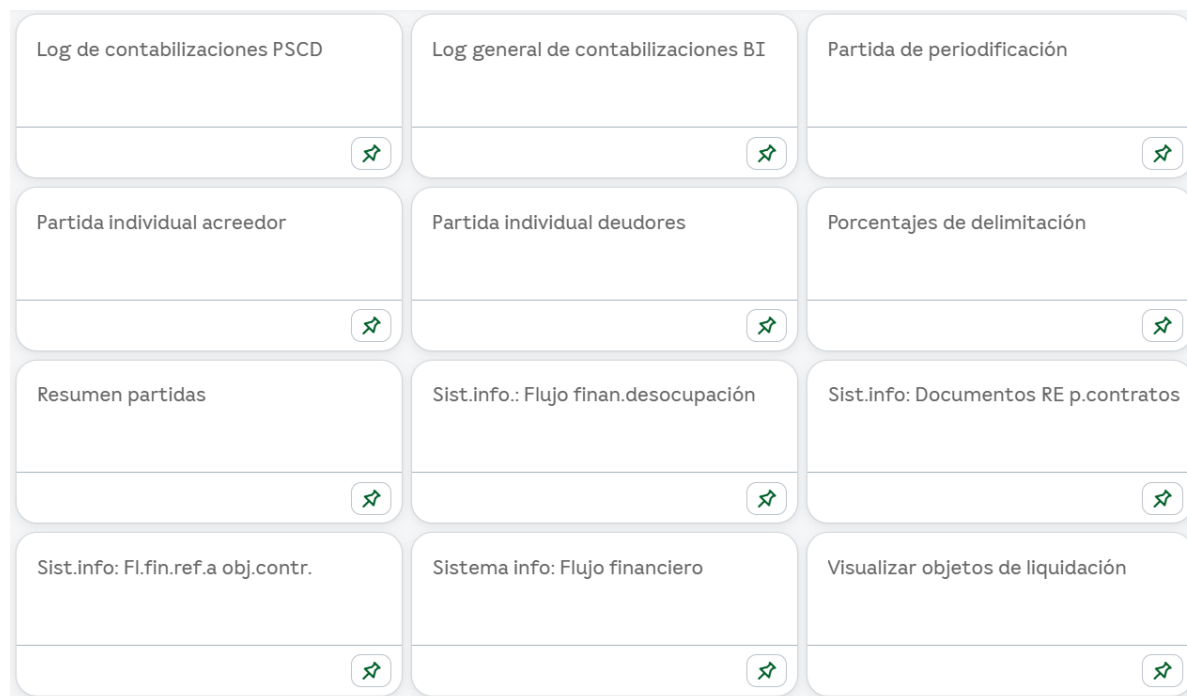 Log de contabilizaciones PSCD
Log general de contabilizaciones BI
Partida de periodificación
Partida individual acreedor
Partida individual deudores
Porcentajes de delimitación
Resumen partidas
Sist.info.: Flujo finan.desocupación
Sist.info: Documentos RE p.contratos
Sist.info: Fl.fin.ref.a obj.contr.
Sistema info: Flujo financiero
Visualizar objetos de liquidación